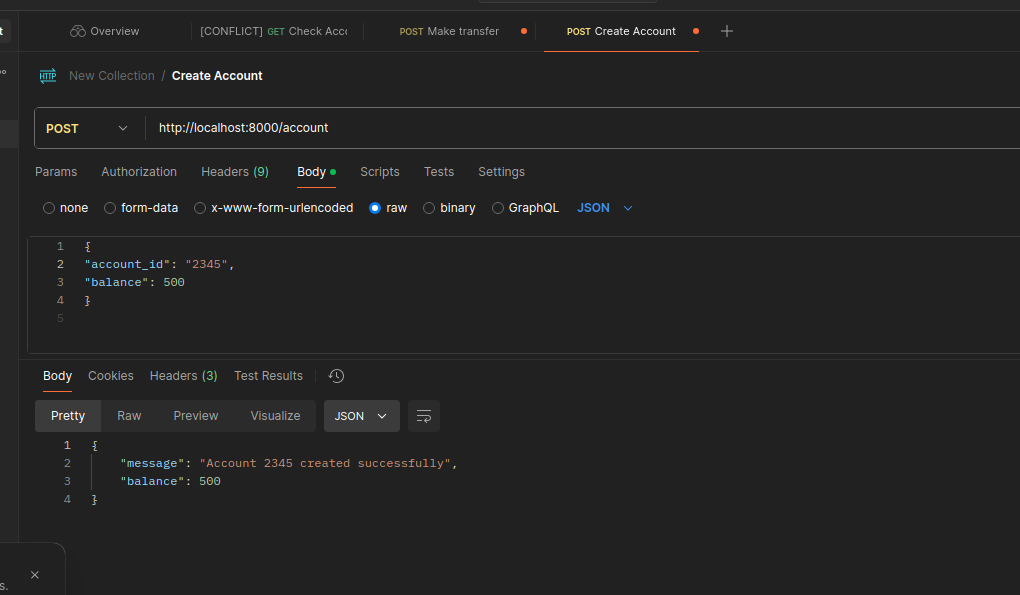 t
Overview
[CONFLICT] GET Check Acco
POST Make transfer
POST Create Account
HTTP New Collection / Create Account
POST http://localhost:8000/account
Params Authorization Headers (9) Body Scripts Tests Settings
none form-data x-www-form-urlencoded raw binary GraphQL JSON
1 {
2 "account_id": "2345",
3 "balance": 500
4 }
5
Body Cookies Headers (3) Test Results
Pretty Raw Preview Visualize JSON
1 {
2 "message": "Account 2345 created successfully",
3 "balance": 500
4 }
s.